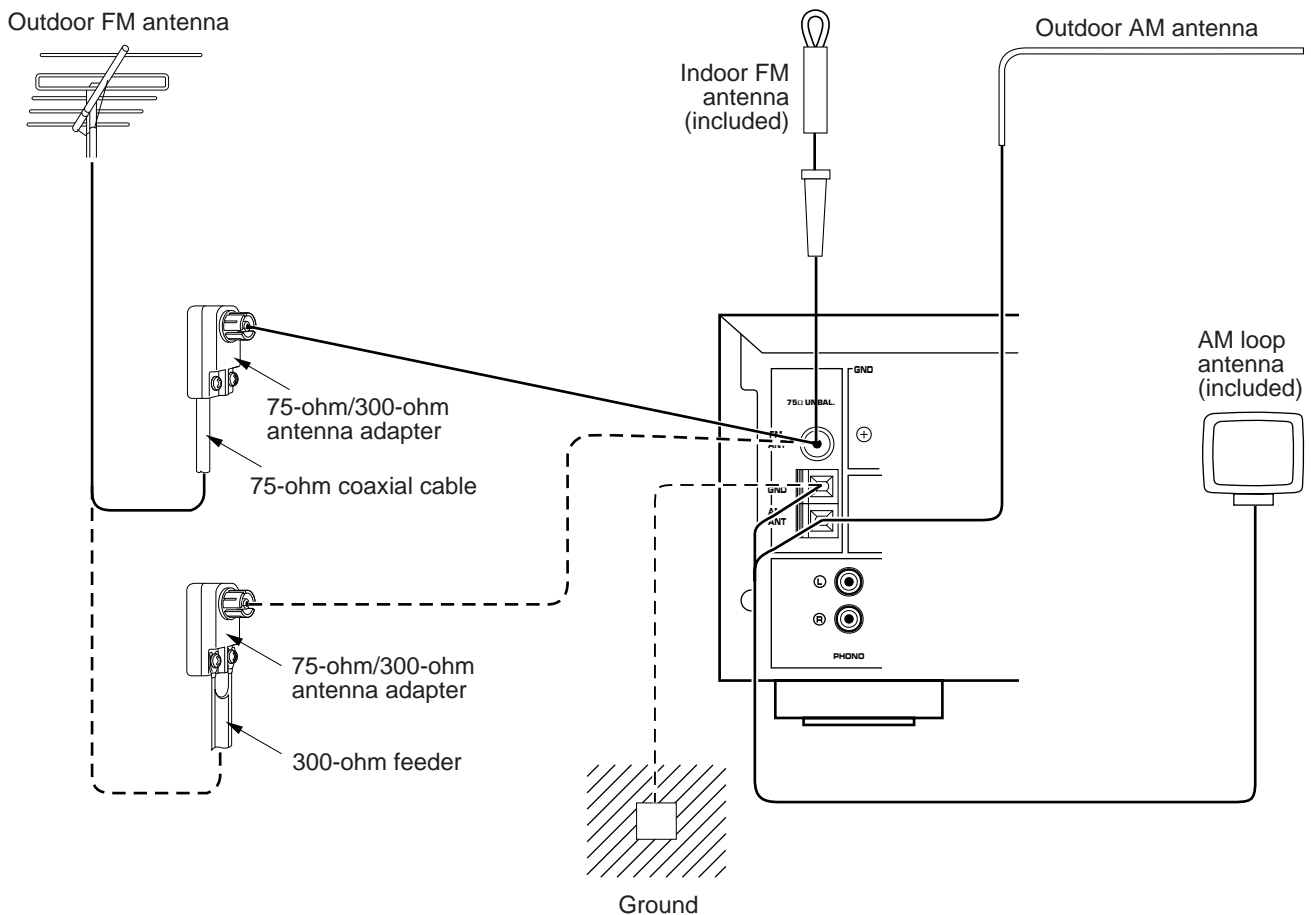 Outdoor FM antenna
Indoor FM
antenna
(included)
Outdoor AM antenna
AM loop
antenna
(included)
75-ohm/300-ohm
antenna adapter
75-ohm coaxial cable
75-ohm/300-ohm
antenna adapter
300-ohm feeder
GND
75Ω UNBAL.
FM
ANT
GND
AM
ANT
L
R
PHONO
Ground